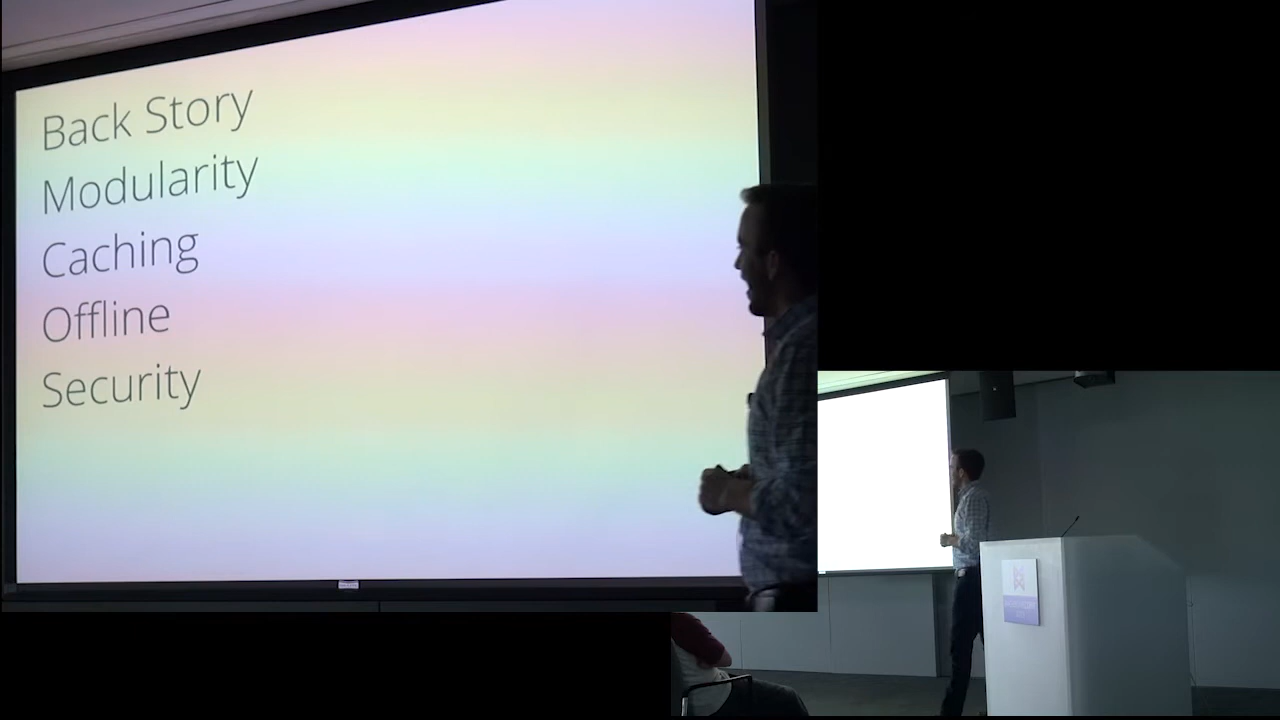 Back Story
Modularity
Caching
Offline
Security